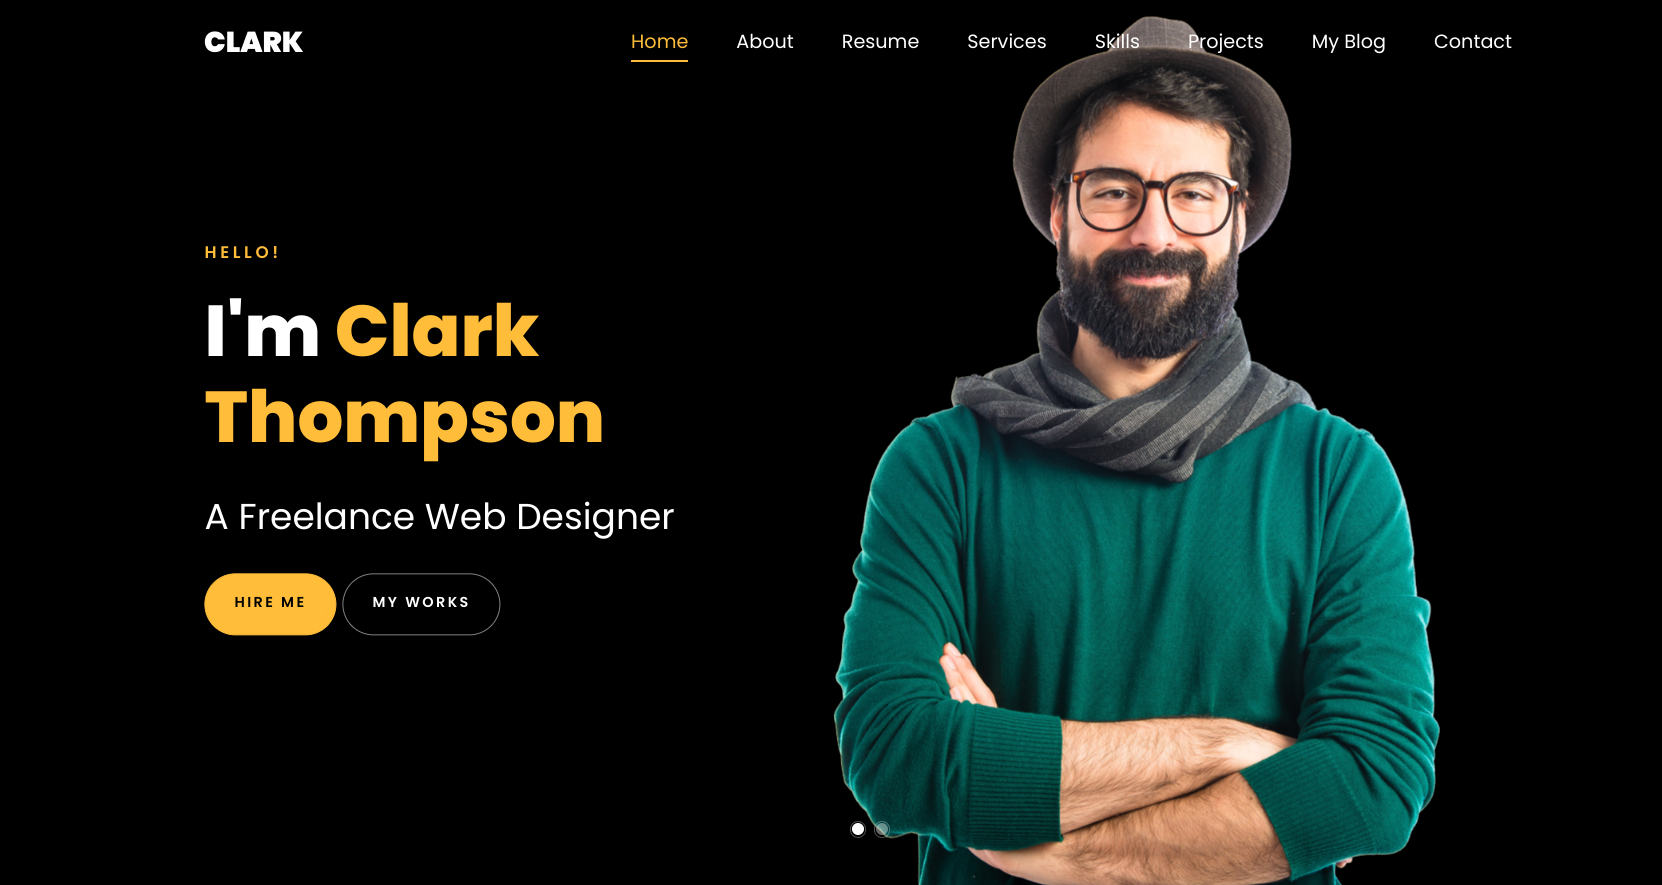 CLARK
Home About Resume Services Skills Projects My Blog Contact
HELLO!
I'm Clark
Thompson
A Freelance Web Designer
HIRE ME MY WORKS